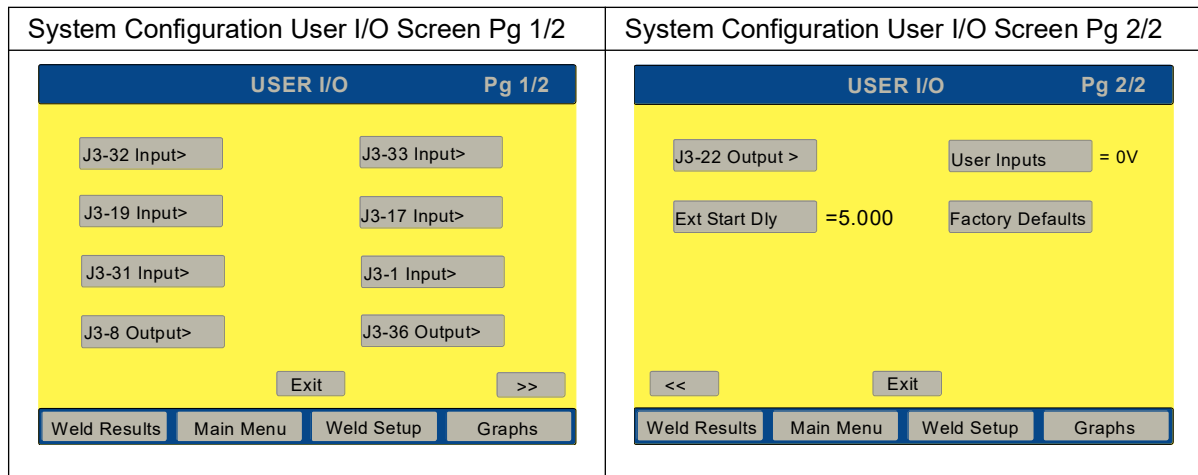 System Configuration User I/O Screen Pg 1/2
USER I/O Pg 1/2
J3-32 Input> J3-33 Input>
J3-19 Input> J3-17 Input>
J3-31 Input> J3-1 Input>
J3-8 Output> J3-36 Output>
Exit >>
Weld Results Main Menu Weld Setup Graphs
System Configuration User I/O Screen Pg 2/2
USER I/O Pg 2/2
J3-22 Output > User Inputs = 0V
Ext Start Dly =5.000 Factory Defaults
<< Exit
Weld Results Main Menu Weld Setup Graphs